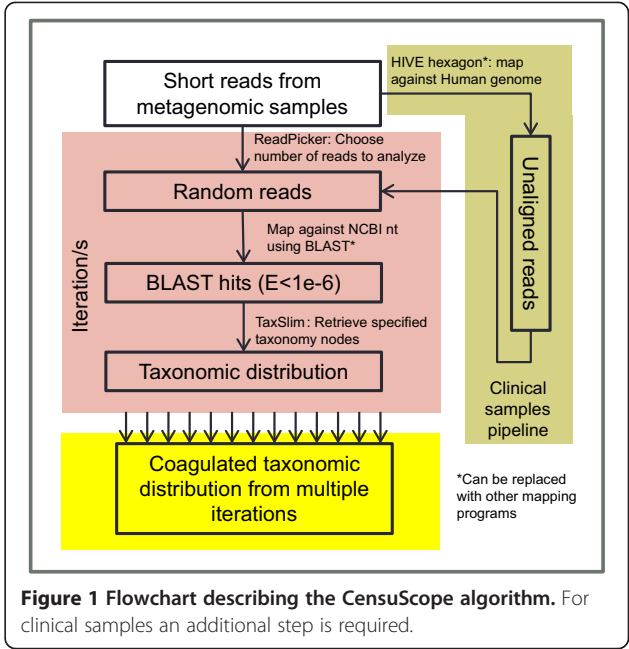 HIVE hexagon*: map
against Human genome
Short reads from
metagenomic samples
ReadPicker: Choose
number of reads to analyze
Unaligned reads
Random reads
Map against NCBI nt
using BLAST*
Iteration/s
BLAST hits (E<1e-6)
TaxSlim: Retrieve specified
taxonomy nodes
Taxonomic distribution
Clinical
samples
pipeline
Coagulated taxonomic
distribution from multiple
iterations
*Can be replaced
with other mapping
programs
Figure 1 Flowchart describing the CensuScope algorithm. For
clinical samples an additional step is required.